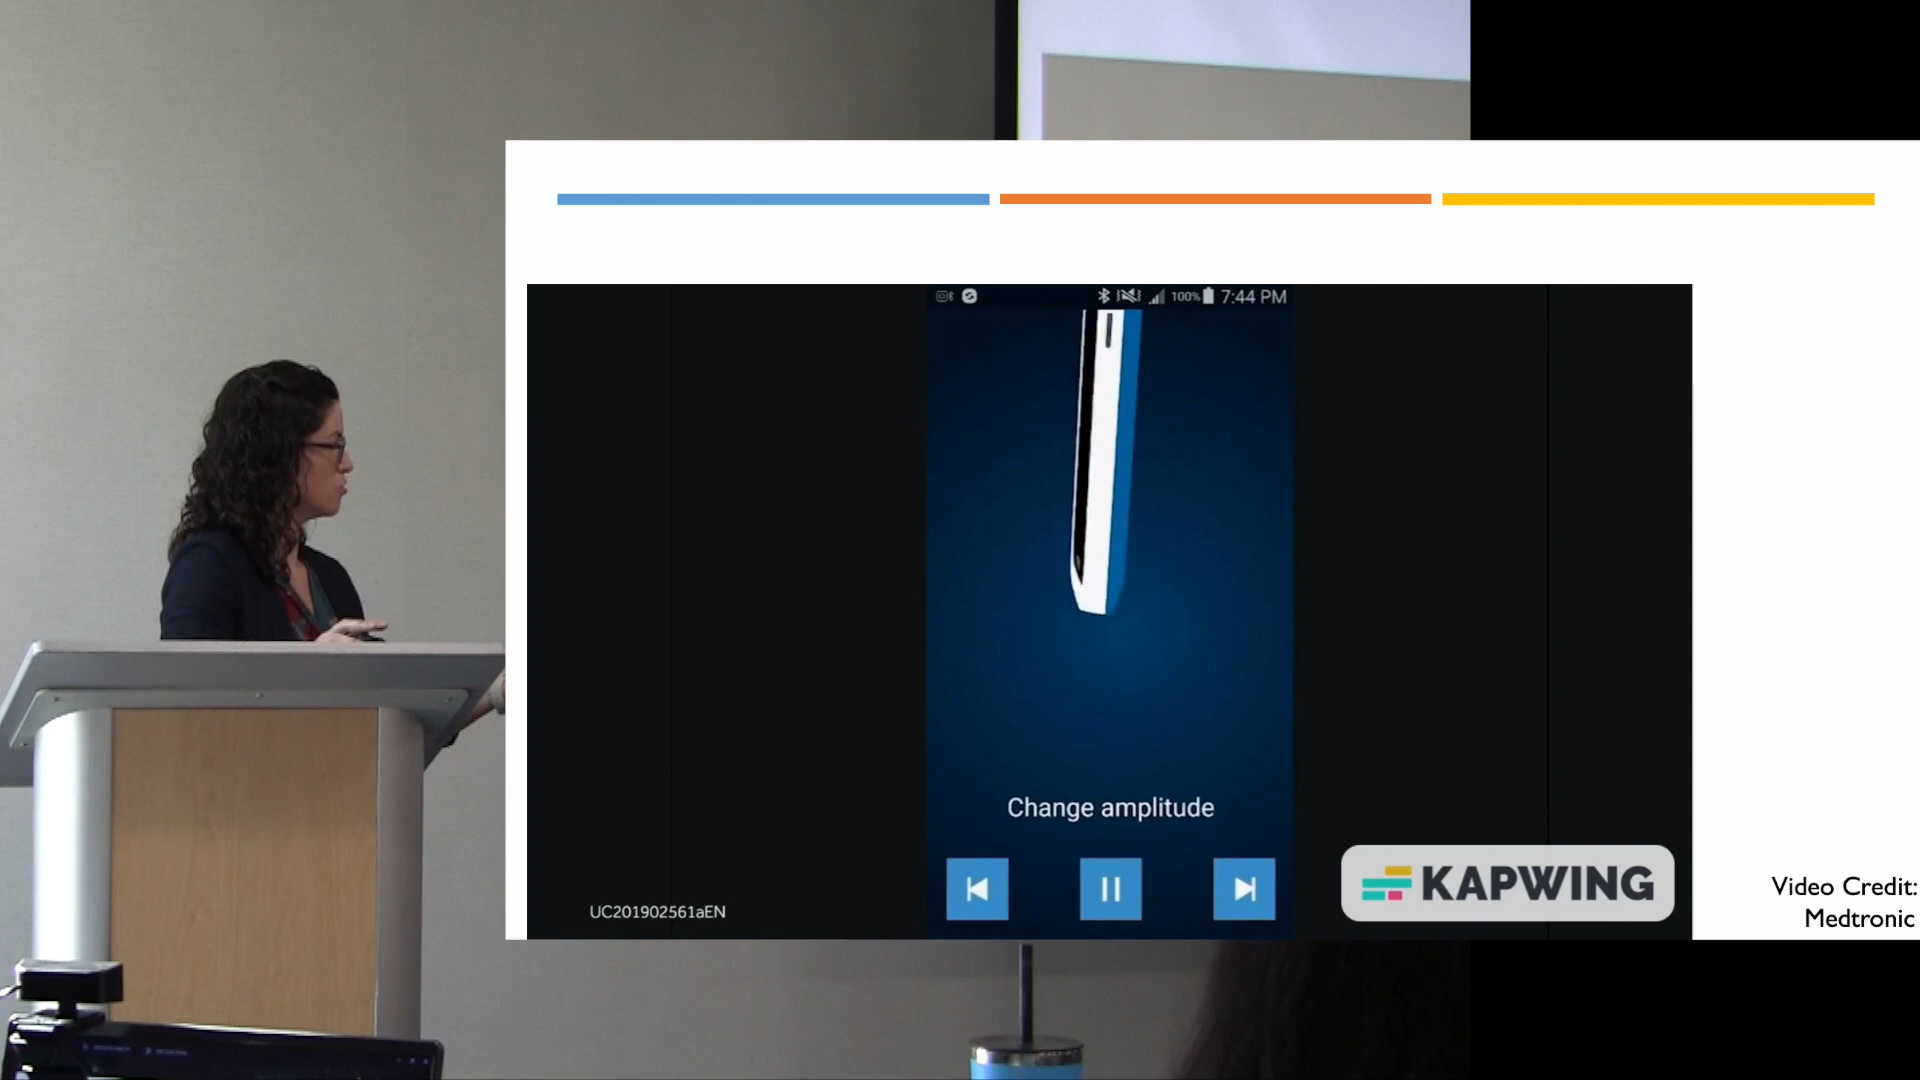 100% 7:44 PM
Change amplitude
KAPWING
UC201902561aEN
Video Credit:
Medtronic